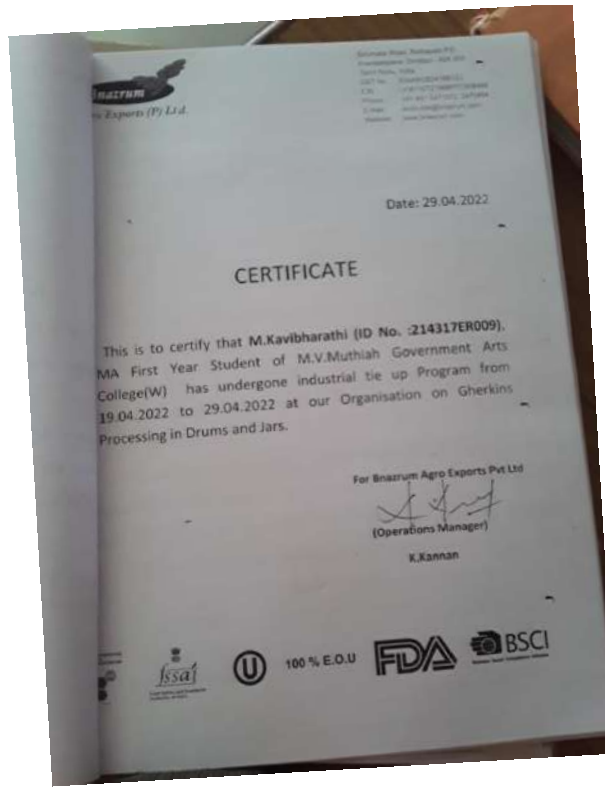 Bnazrum
Exports (P) Ltd.
Date: 29.04.2022
CERTIFICATE
This is to certify that M.Kavibharathi (ID No. :214317ER009),
MA First Year Student of M.V.Muthiah Government Arts
College(W) has undergone industrial tie up Program from
19.04.2022 to 29.04.2022 at our Organisation on Gherkins
Processing in Drums and Jars.
For Bnazrum Agro Exports Pvt Ltd
(Operations Manager)
K.Kannan
fssai
U
100 % E.O.U
FDA
BSCI